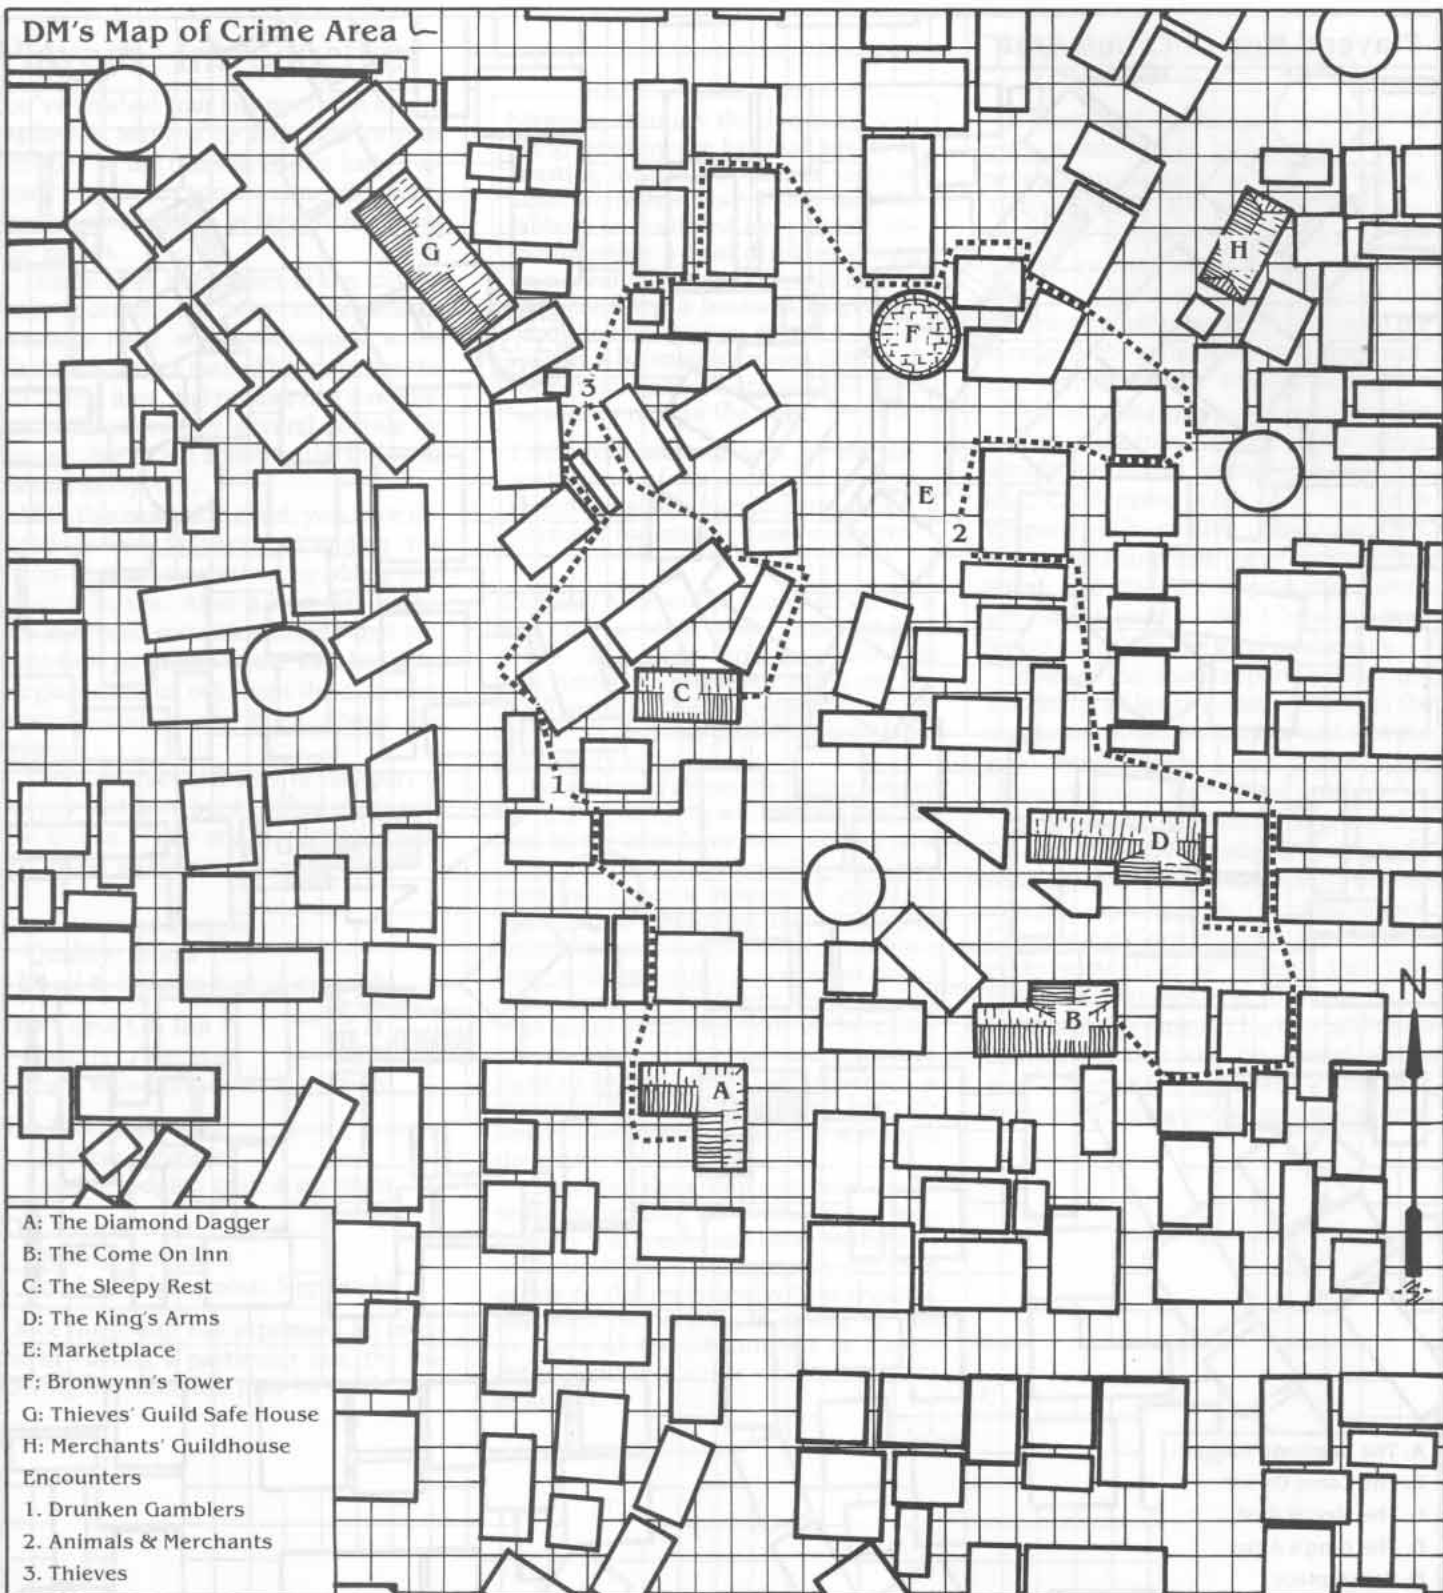 DM's Map of Crime Area
G
H
F
3
E
2
C
1
D
B
N
A
A: The Diamond Dagger
B: The Come On Inn
C: The Sleepy Rest
D: The King's Arms
E: Marketplace
F: Bronwynn's Tower
G: Thieves' Guild Safe House
H: Merchants' Guildhouse
Encounters
1. Drunken Gamblers
2. Animals & Merchants
3. Thieves